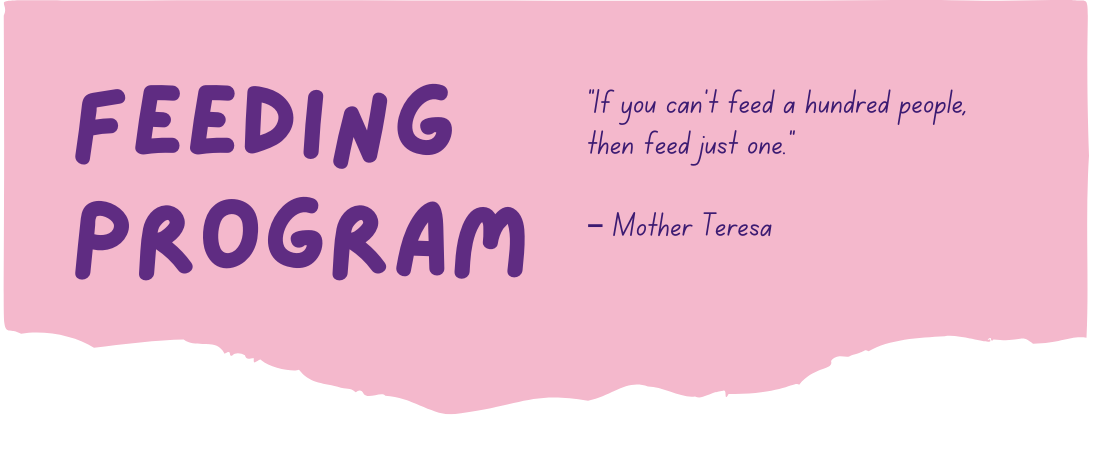 FEEDING
PROGRAM
"If you can't feed a hundred people,
then feed just one."
– Mother Teresa